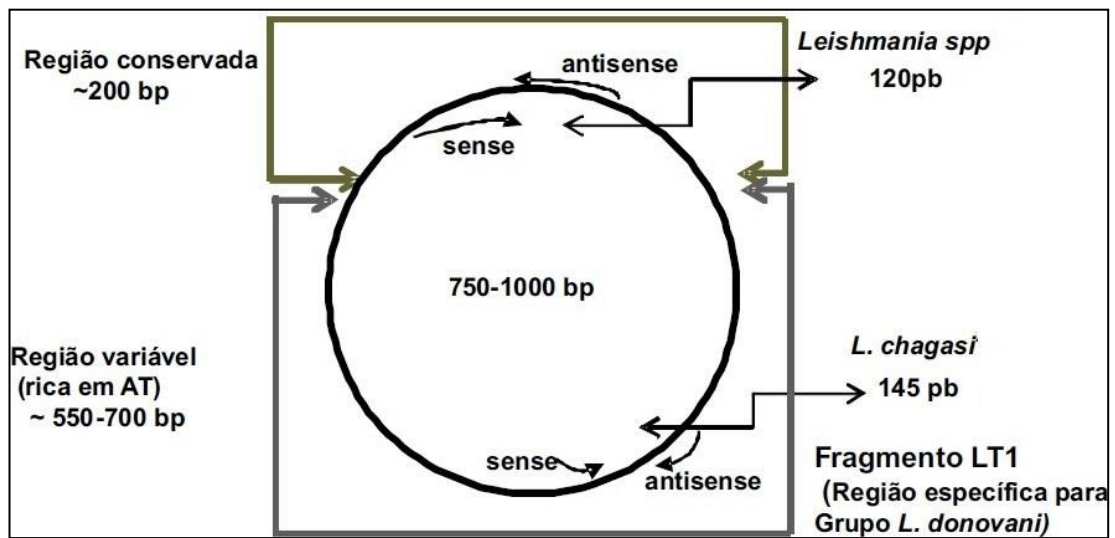 Região conservada
~200 bp
antisense
Leishmania spp
120pb
sense
750-1000 bp
Região variável
(rica em AT)
~ 550-700 bp
L. chagasi
145 pb
sense
antisense
Fragmento LT1
(Região específica para
Grupo L. donovani)